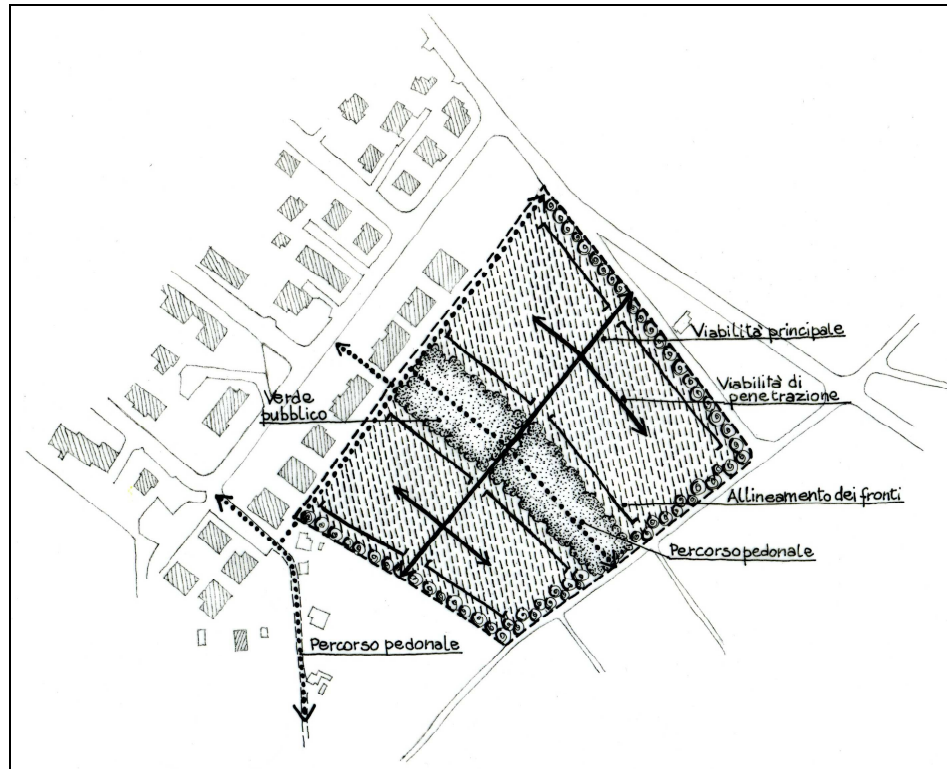 Viabilità principale
Viabilità di
penetrazione
Verde
pubblico
Allineamento dei fronti
Percorso pedonale
Percorso pedonale